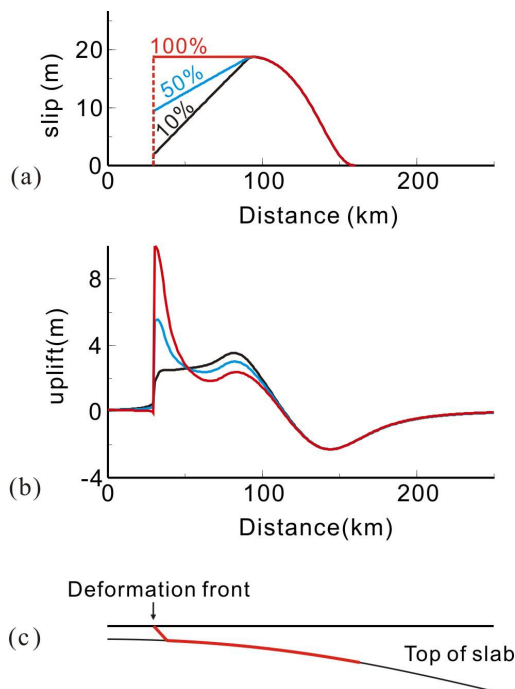 20
10
0
slip (m)
100%
50%
10%
(a)
0
100
200
Distance (km)
8
4
0
-4
uplift(m)
(b)
0
100
200
Distance(km)
Deformation front
(c)
Top of slab